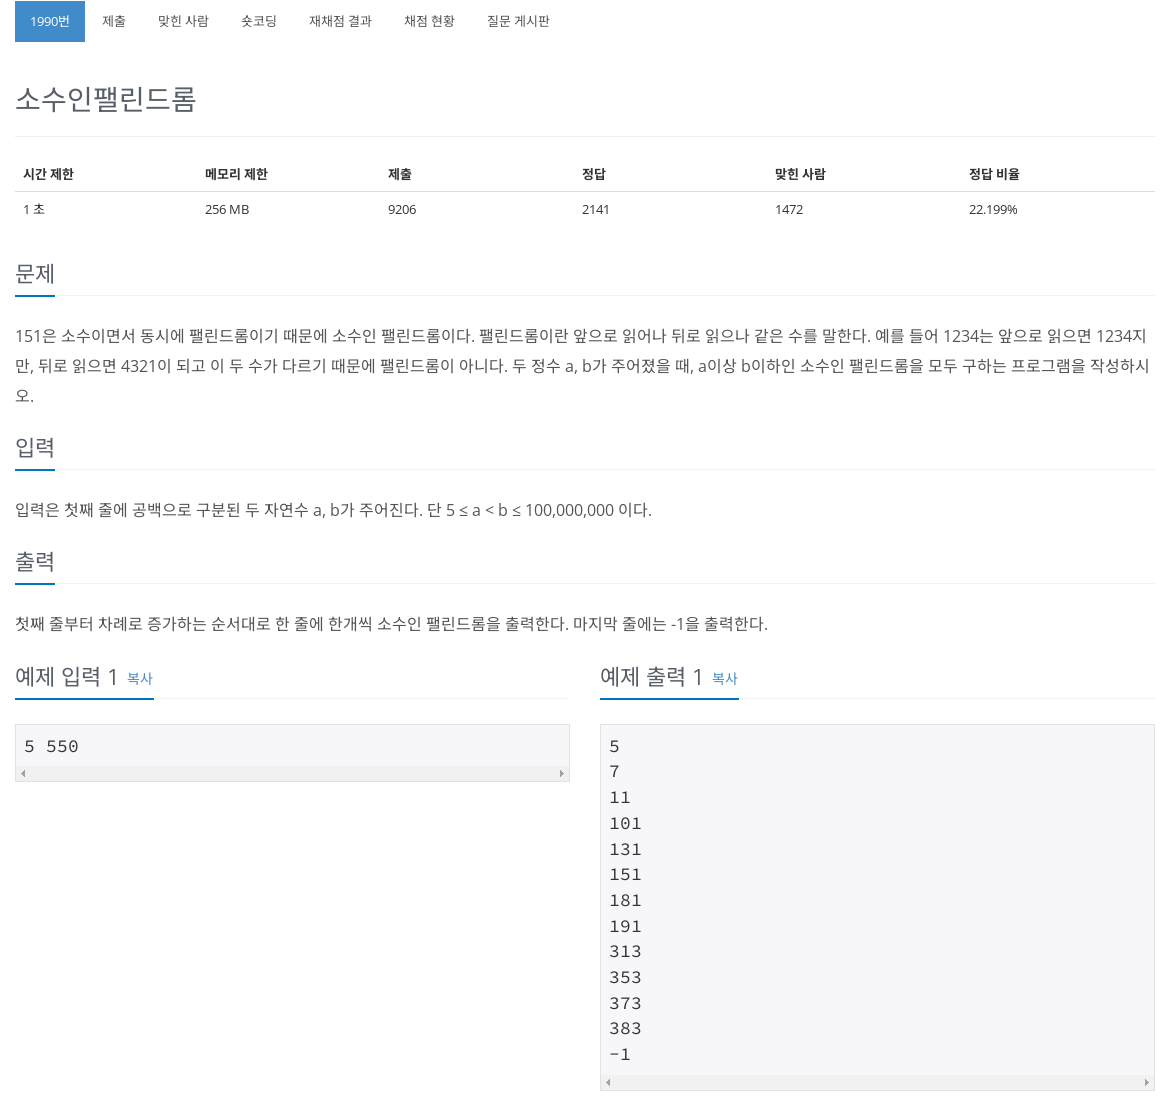 1990번 제출 맞힌 사람 숏코딩 재채점 결과 채점 현황 질문 게시판
소수인팰린드롬
시간 제한 메모리 제한 제출 정답 맞힌 사람 정답 비율
1 초 256 MB 9206 2141 1472 22.199%
문제
151은 소수이면서 동시에 팰린드롬이기 때문에 소수인 팰린드롬이다. 팰린드롬이란 앞으로 읽어나 뒤로 읽으나 같은 수를 말한다. 예를 들어 1234는 앞으로 읽으면 1234지
만, 뒤로 읽으면 4321이 되고 이 두 수가 다르기 때문에 팰린드롬이 아니다. 두 정수 a, b가 주어졌을 때, a이상 b이하인 소수인 팰린드롬을 모두 구하는 프로그램을 작성하시
오.
입력
입력은 첫째 줄에 공백으로 구분된 두 자연수 a, b가 주어진다. 단 5 ≤ a < b ≤ 100,000,000 이다.
출력
첫째 줄부터 차례로 증가하는 순서대로 한 줄에 한개씩 소수인 팰린드롬을 출력한다. 마지막 줄에는 -1을 출력한다.
예제 입력 1 복사
5 550
예제 출력 1 복사
5
7
11
101
131
151
181
191
313
353
373
383
-1